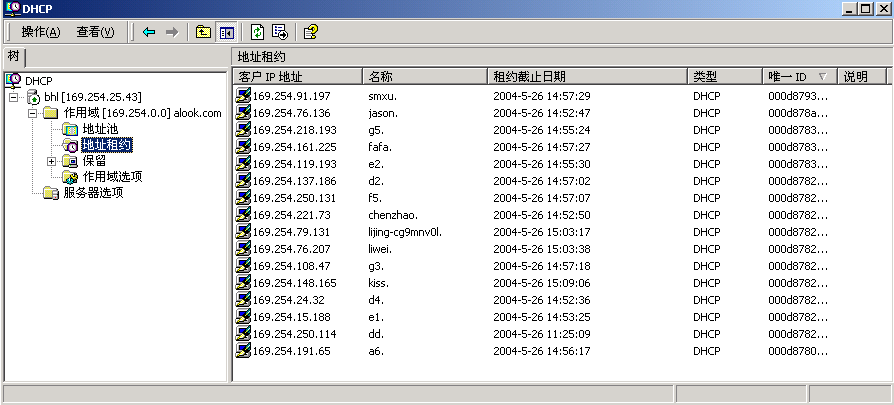 DHCP
操作(A) 查看(V)
树
地址租约
DHCP
bhl [169.254.25.43]
作用域 [169.254.0.0] alook.com
地址池
地址租约
保留
作用域选项
服务器选项
客户 IP 地址 名称 租约截止日期 类型 唯一 ID 说明
169.254.91.197 smxu. 2004-5-26 14:57:29 DHCP 000d8793...
169.254.76.136 jason. 2004-5-26 14:52:47 DHCP 000d878a...
169.254.218.193 g5. 2004-5-26 14:55:24 DHCP 000d8783...
169.254.161.225 fafa. 2004-5-26 14:57:27 DHCP 000d8783...
169.254.119.193 e2. 2004-5-26 14:55:30 DHCP 000d8782...
169.254.137.186 d2. 2004-5-26 14:57:02 DHCP 000d8782...
169.254.250.131 f5. 2004-5-26 14:57:07 DHCP 000d8782...
169.254.221.73 chenzhao. 2004-5-26 14:52:50 DHCP 000d8782...
169.254.79.131 lijing-cg9mnv0l. 2004-5-26 15:03:17 DHCP 000d8782...
169.254.76.207 liwei. 2004-5-26 15:03:38 DHCP 000d8782...
169.254.108.47 g3. 2004-5-26 14:57:18 DHCP 000d8782...
169.254.148.165 kiss. 2004-5-26 15:09:06 DHCP 000d8782...
169.254.24.32 d4. 2004-5-26 14:52:36 DHCP 000d8782...
169.254.15.188 e1. 2004-5-26 14:53:25 DHCP 000d8782...
169.254.250.114 dd. 2004-5-26 11:25:09 DHCP 000d8782...
169.254.191.65 a6. 2004-5-26 14:56:17 DHCP 000d8780...